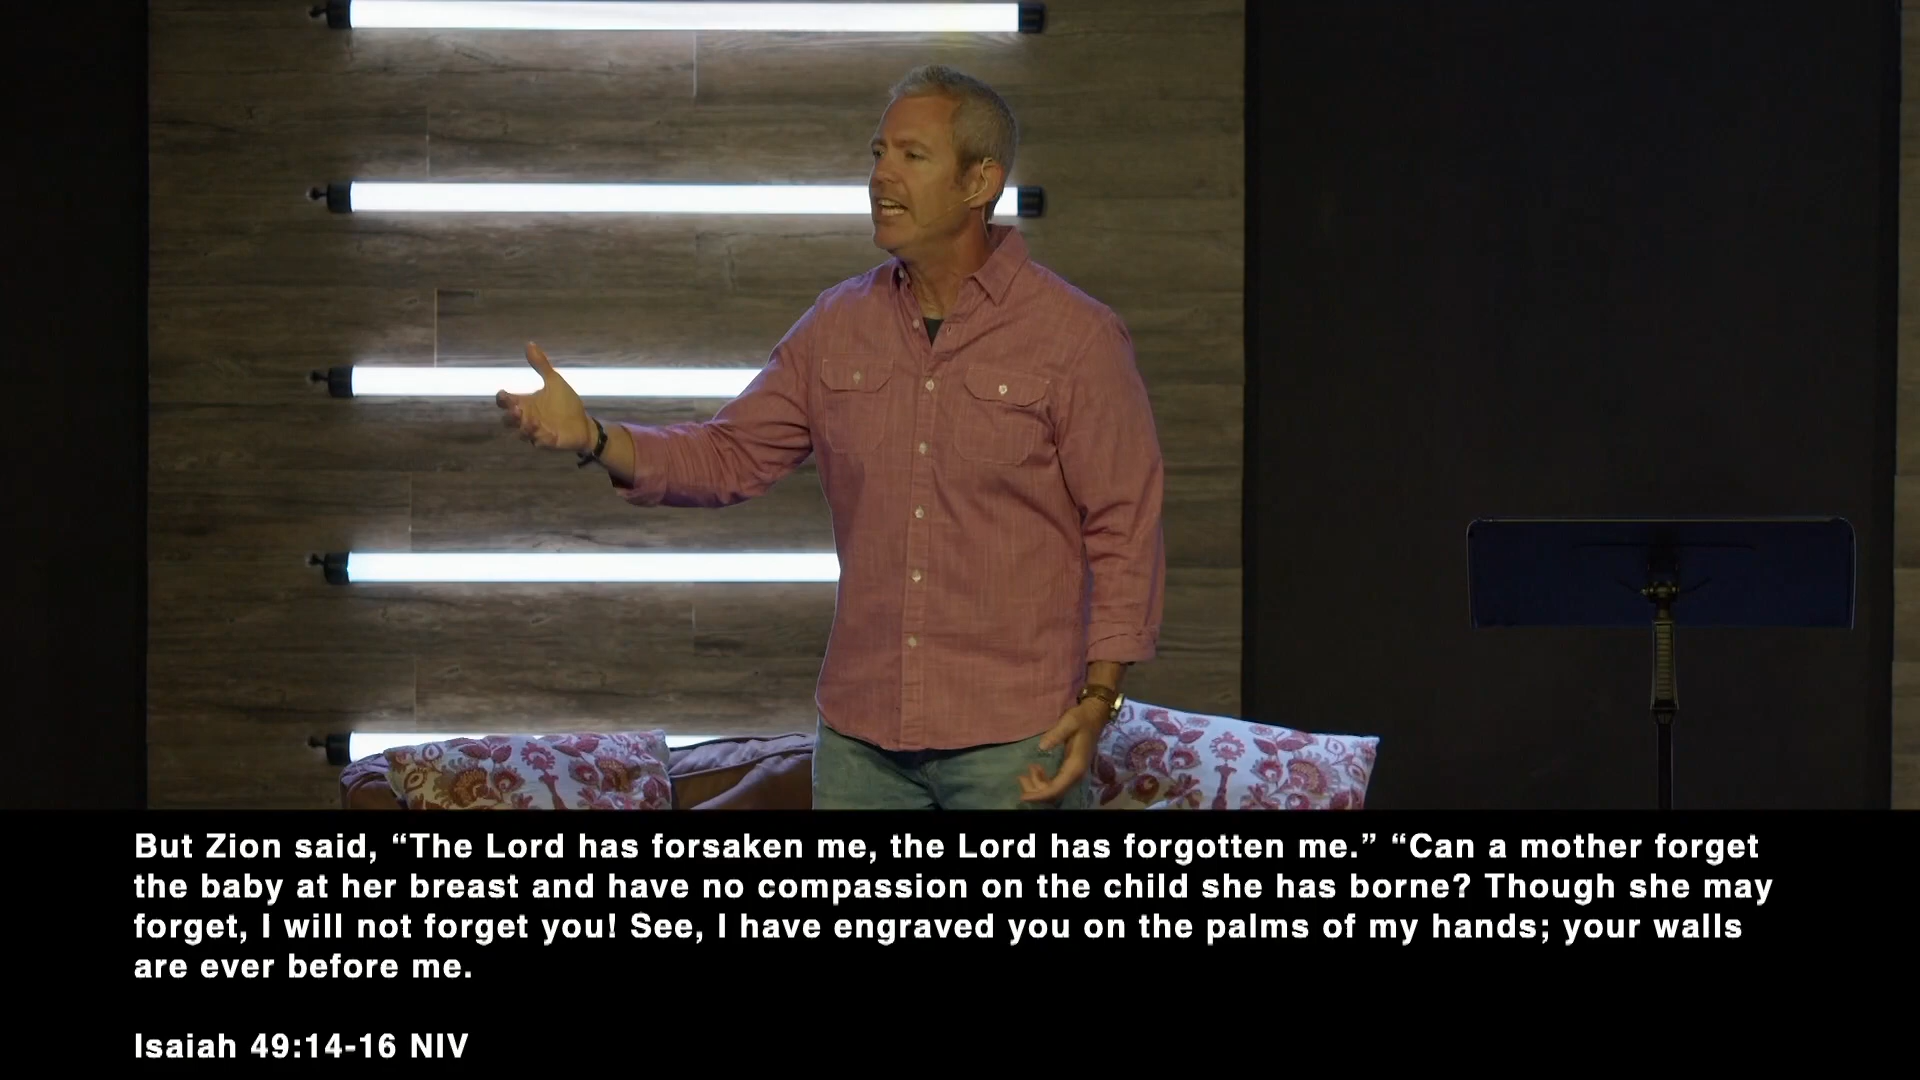 But Zion said, “The Lord has forsaken me, the Lord has forgotten me.” “Can a mother forget
the baby at her breast and have no compassion on the child she has borne? Though she may
forget, I will not forget you! See, I have engraved you on the palms of my hands; your walls
are ever before me.
Isaiah 49:14-16 NIV